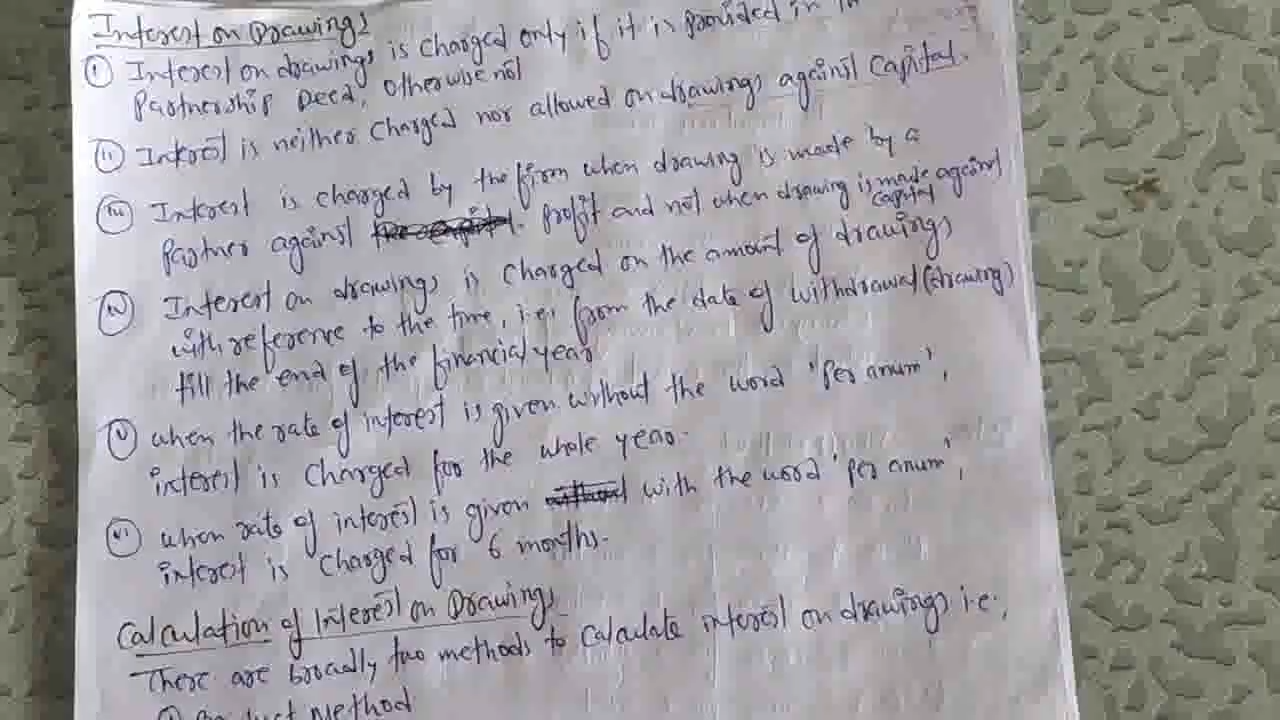 Interest on Drawings
(i) Interest on drawings is charged only if it is provided in
Partnership Deed, otherwise not
(ii) Interest is neither charged nor allowed on drawings against capital.
(iii) Interest is charged by the firm when drawing is made by a
Partner against profit and not when drawing is made against capital
(iv) Interest on drawings is charged on the amount of drawings
with reference to the time, i.e. from the date of withdrawal (drawing)
till the end of the financial year
(v) when the rate of interest is given without the word "per anum",
interest is charged for the whole year.
(vi) when rate of interest is given with the word "per anum",
interest is charged for 6 months.
Calculation of Interest on Drawings
There are broadly two methods to calculate interest on drawings i.e.,
Method